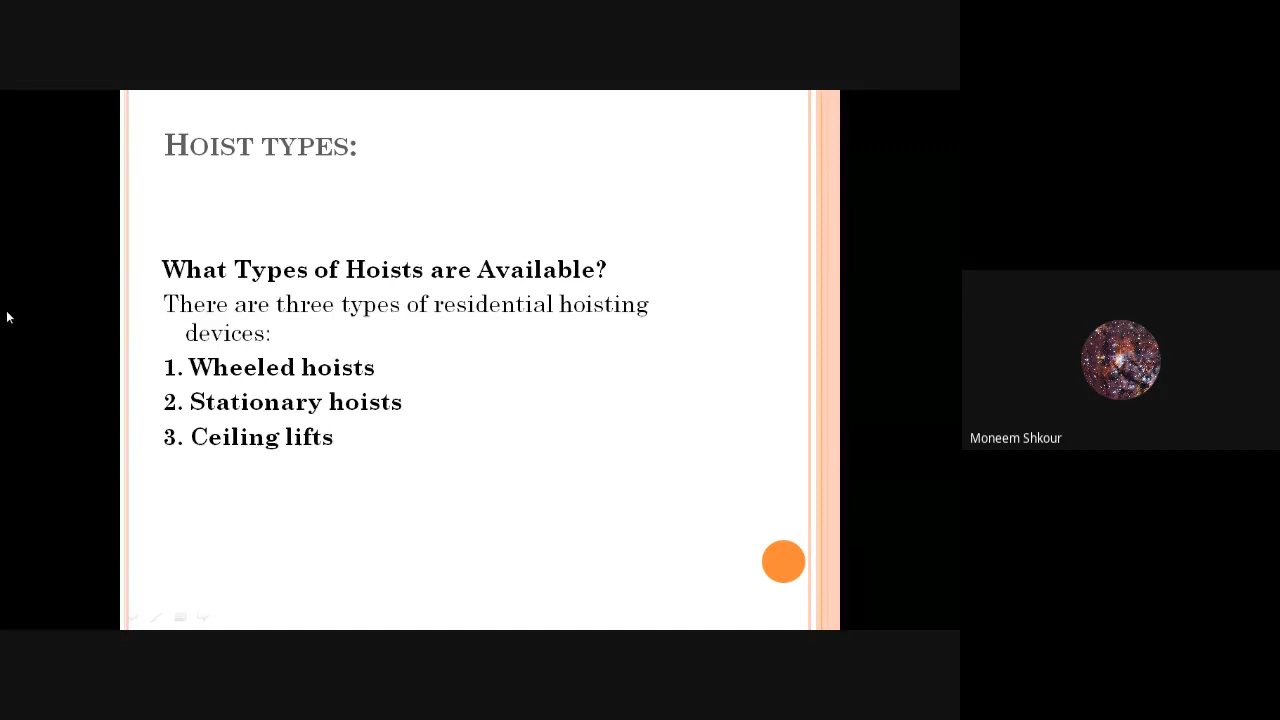 HOIST TYPES:
What Types of Hoists are Available?
There are three types of residential hoisting
devices:
1. Wheeled hoists
2. Stationary hoists
3. Ceiling lifts
Moneem Shkour